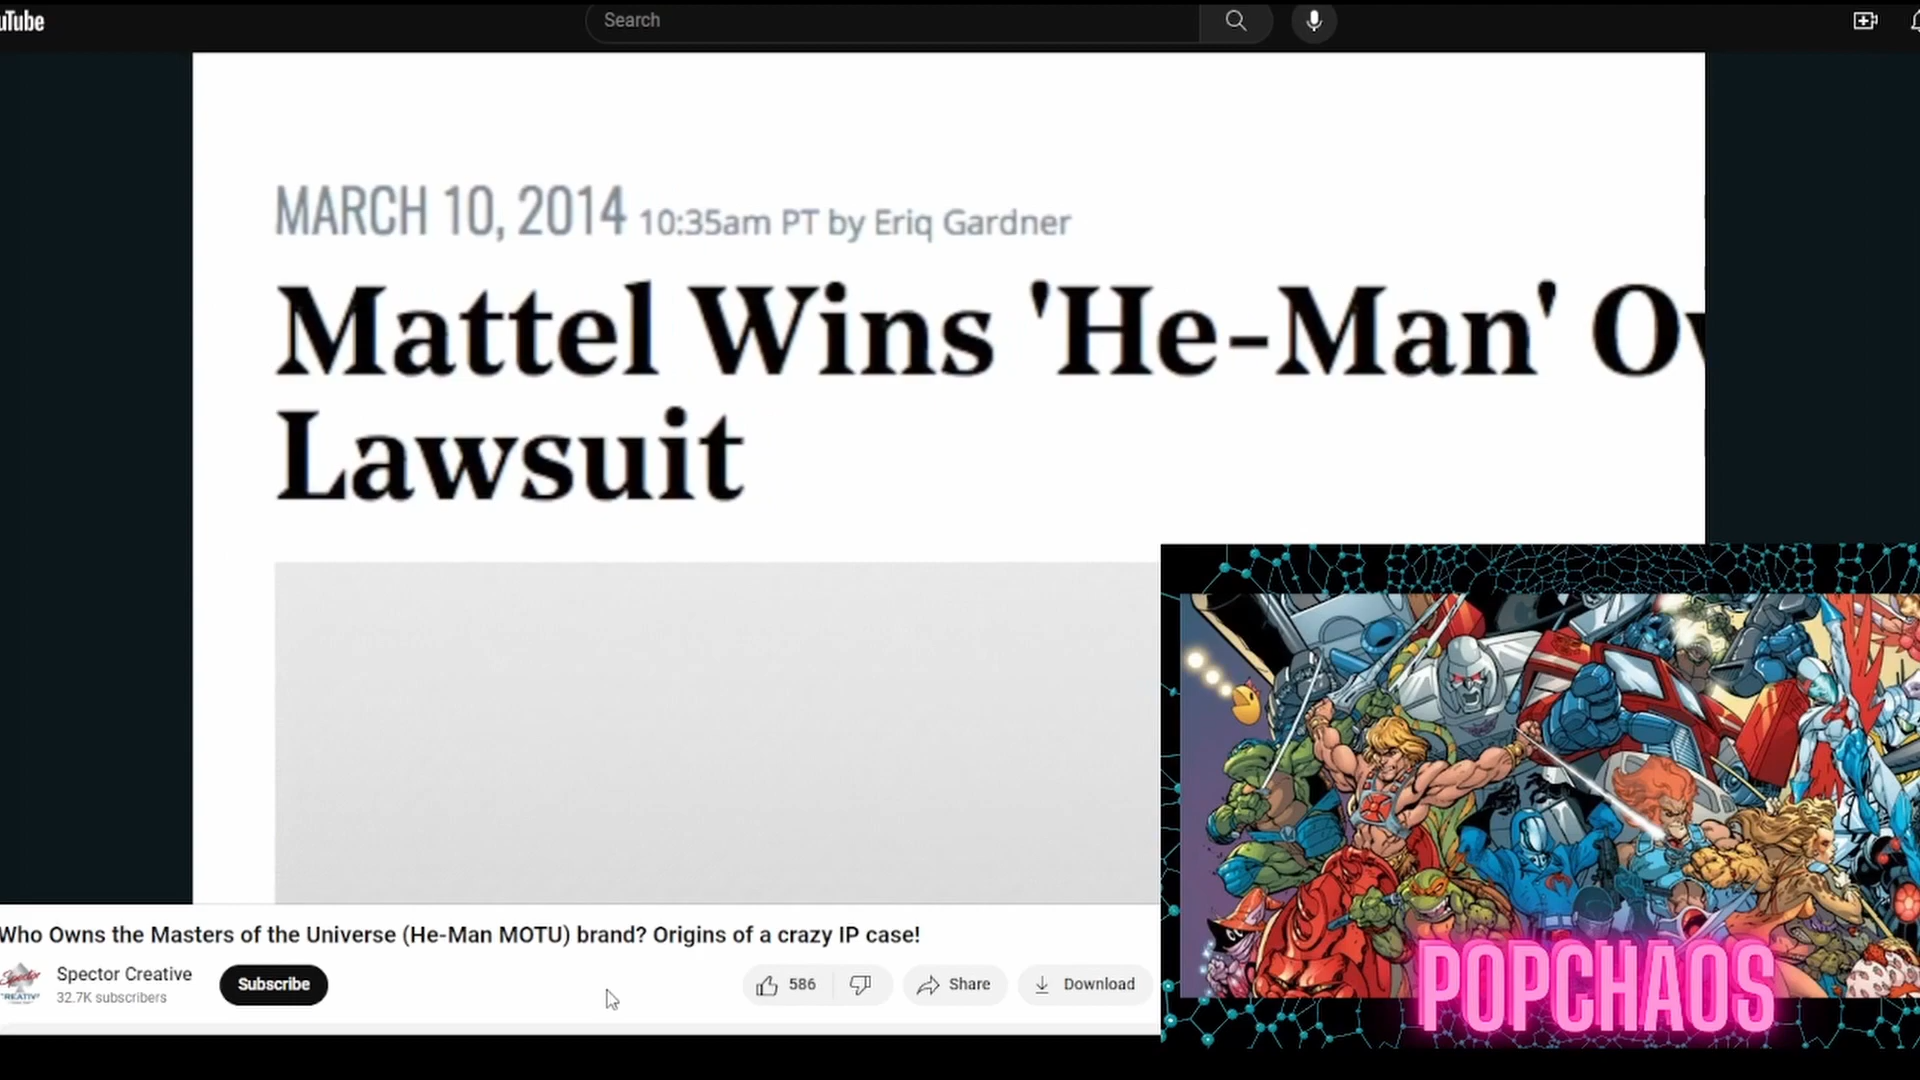 uTube
Search
MARCH 10, 2014 10:35am PT by Eriq Gardner
Mattel Wins 'He-Man' Ov
Lawsuit
Who Owns the Masters of the Universe (He-Man MOTU) brand? Origins of a crazy IP case!
Spector Creative
32.7K subscribers
Subscribe
586
Share
Download
Spector
POPCHAOS